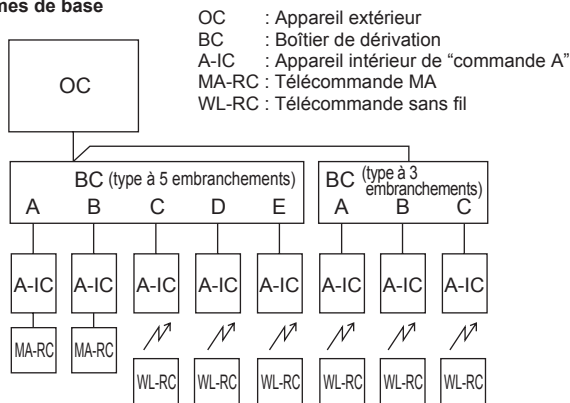 mes de base
OC : Appareil extérieur
BC : Boîtier de dérivation
A-IC : Appareil intérieur de “commande A”
MA-RC : Télécommande MA
WL-RC : Télécommande sans fil
OC
BC (type à 5 embranchements)
A B C D E
BC (type à 3 embranchements)
A B C
A-IC A-IC A-IC A-IC A-IC A-IC A-IC A-IC
MA-RC MA-RC
WL-RC WL-RC WL-RC WL-RC WL-RC WL-RC